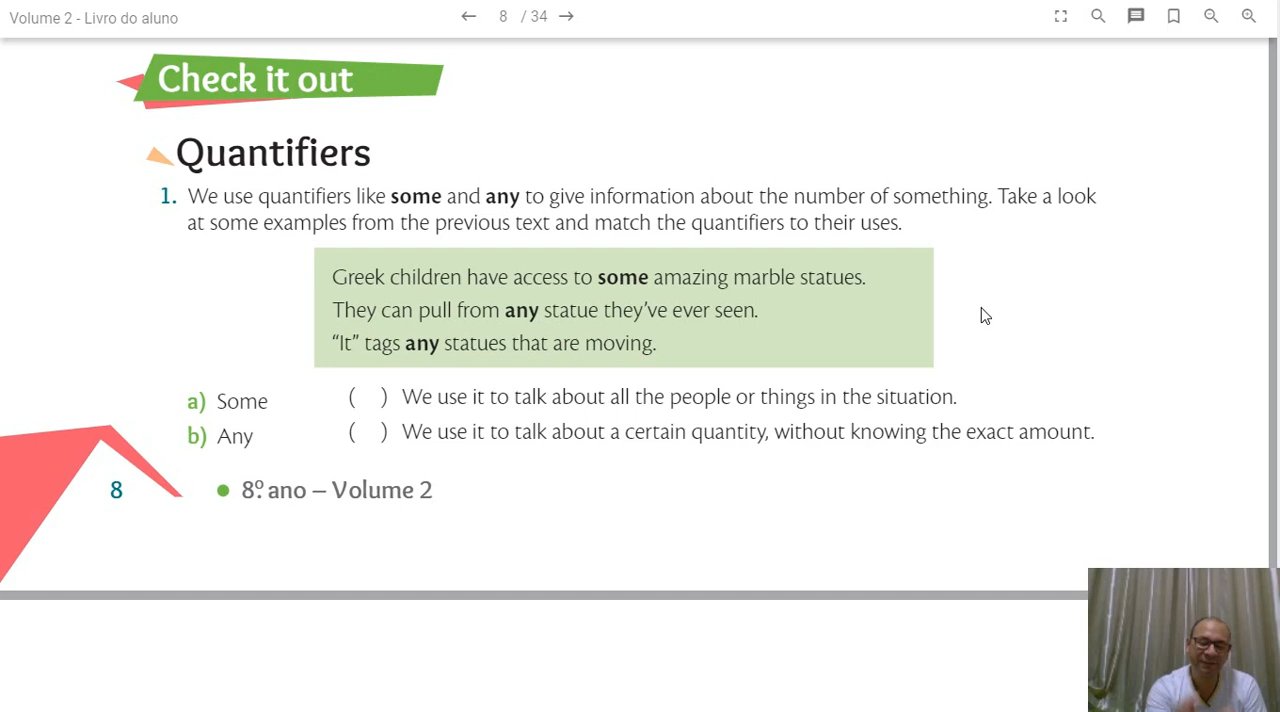 Volume 2 - Livro do aluno
8 / 34
Check it out
Quantifiers
1. We use quantifiers like some and any to give information about the number of something. Take a look
at some examples from the previous text and match the quantifiers to their uses.
Greek children have access to some amazing marble statues.
They can pull from any statue they've ever seen.
“It” tags any statues that are moving.
a) Some ( ) We use it to talk about all the people or things in the situation.
b) Any ( ) We use it to talk about a certain quantity, without knowing the exact amount.
8 8º. ano – Volume 2